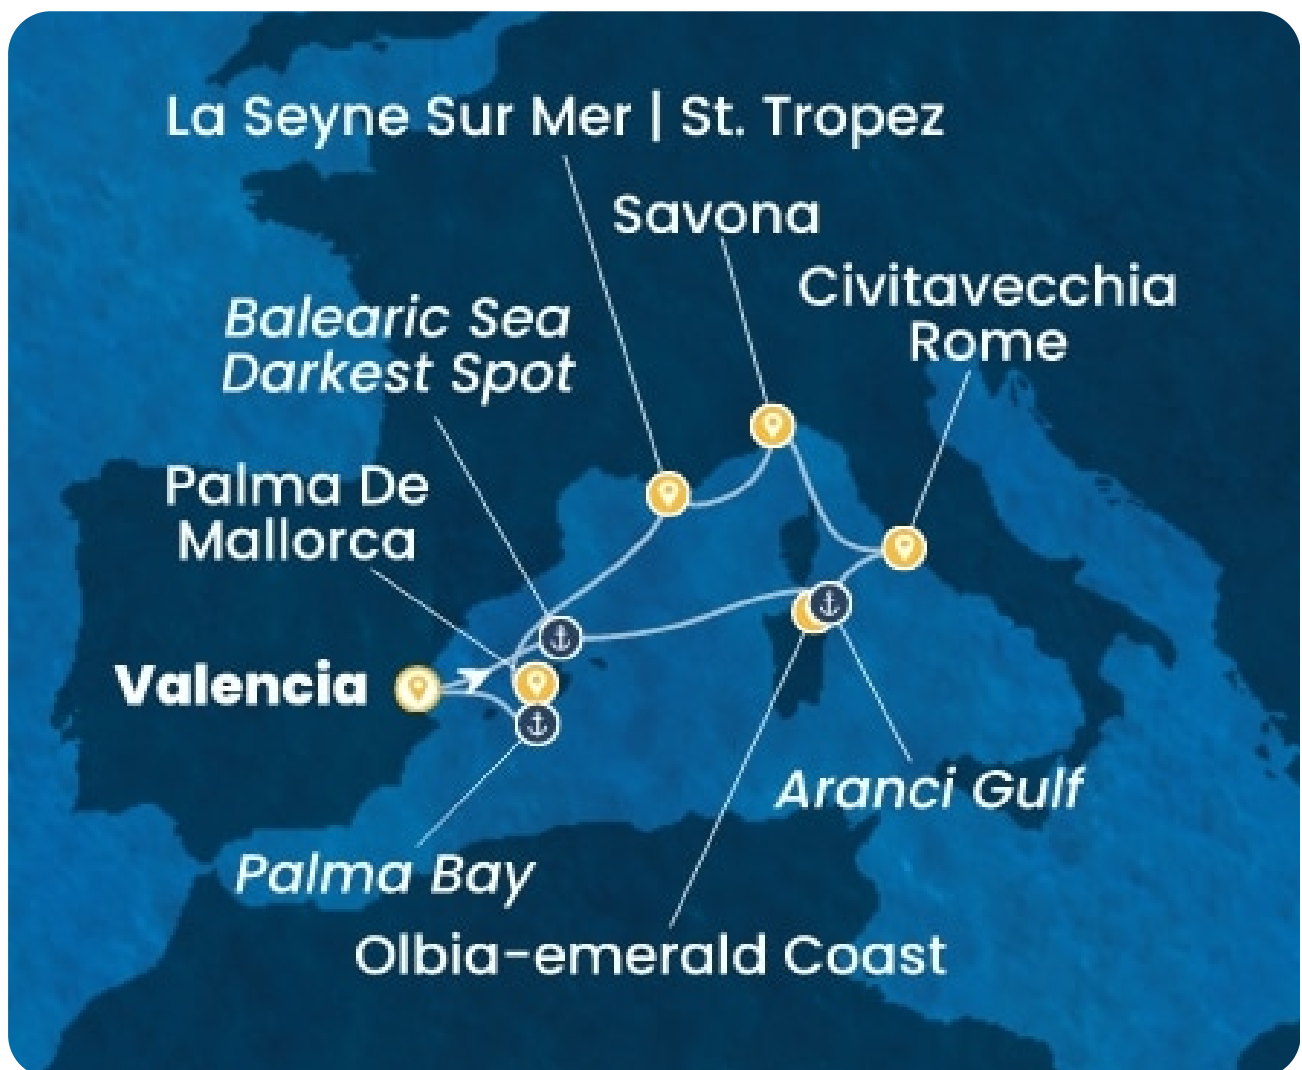 La Seyne Sur Mer | St. Tropez
Savona
Civitavecchia
Rome
Balearic Sea
Darkest Spot
Palma De
Mallorca
Valencia
Aranci Gulf
Palma Bay
Olbia-emerald Coast